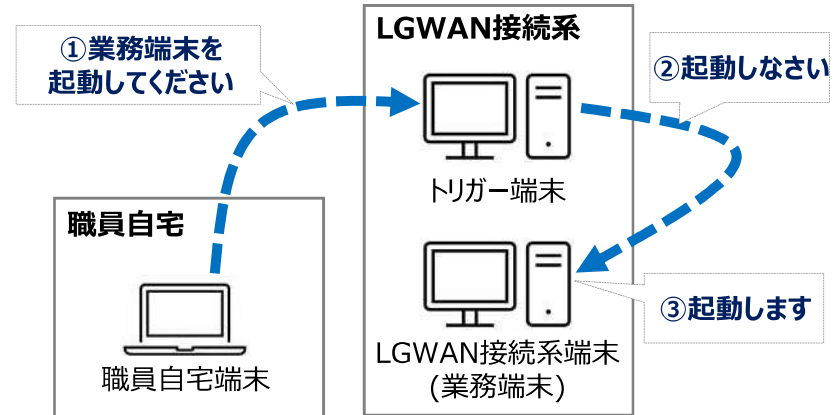 ①業務端末を
起動してください
LGWAN接続系
②起動しなさい
トリガー端末
職員自宅
職員自宅端末
③起動します
LGWAN接続系端末
(業務端末)